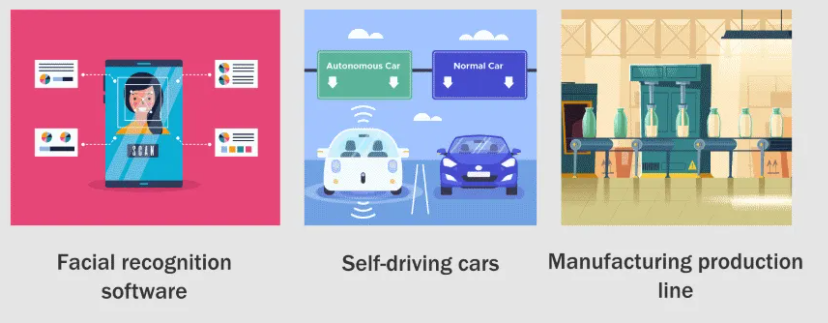 SCAN
Autonomous Car
Normal Car
Facial recognition
software
Self-driving cars
Manufacturing production
line